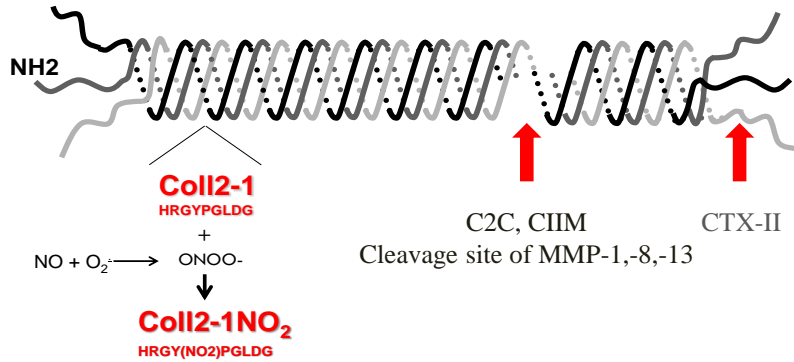 NH2
Coll2-1
HRGYPGLDG
+
NO + O₂·⁻
ONOO-
Coll2-1NO₂
HRGY(NO2)PGLDG
C2C, CIIM
Cleavage site of MMP-1,-8,-13
CTX-II